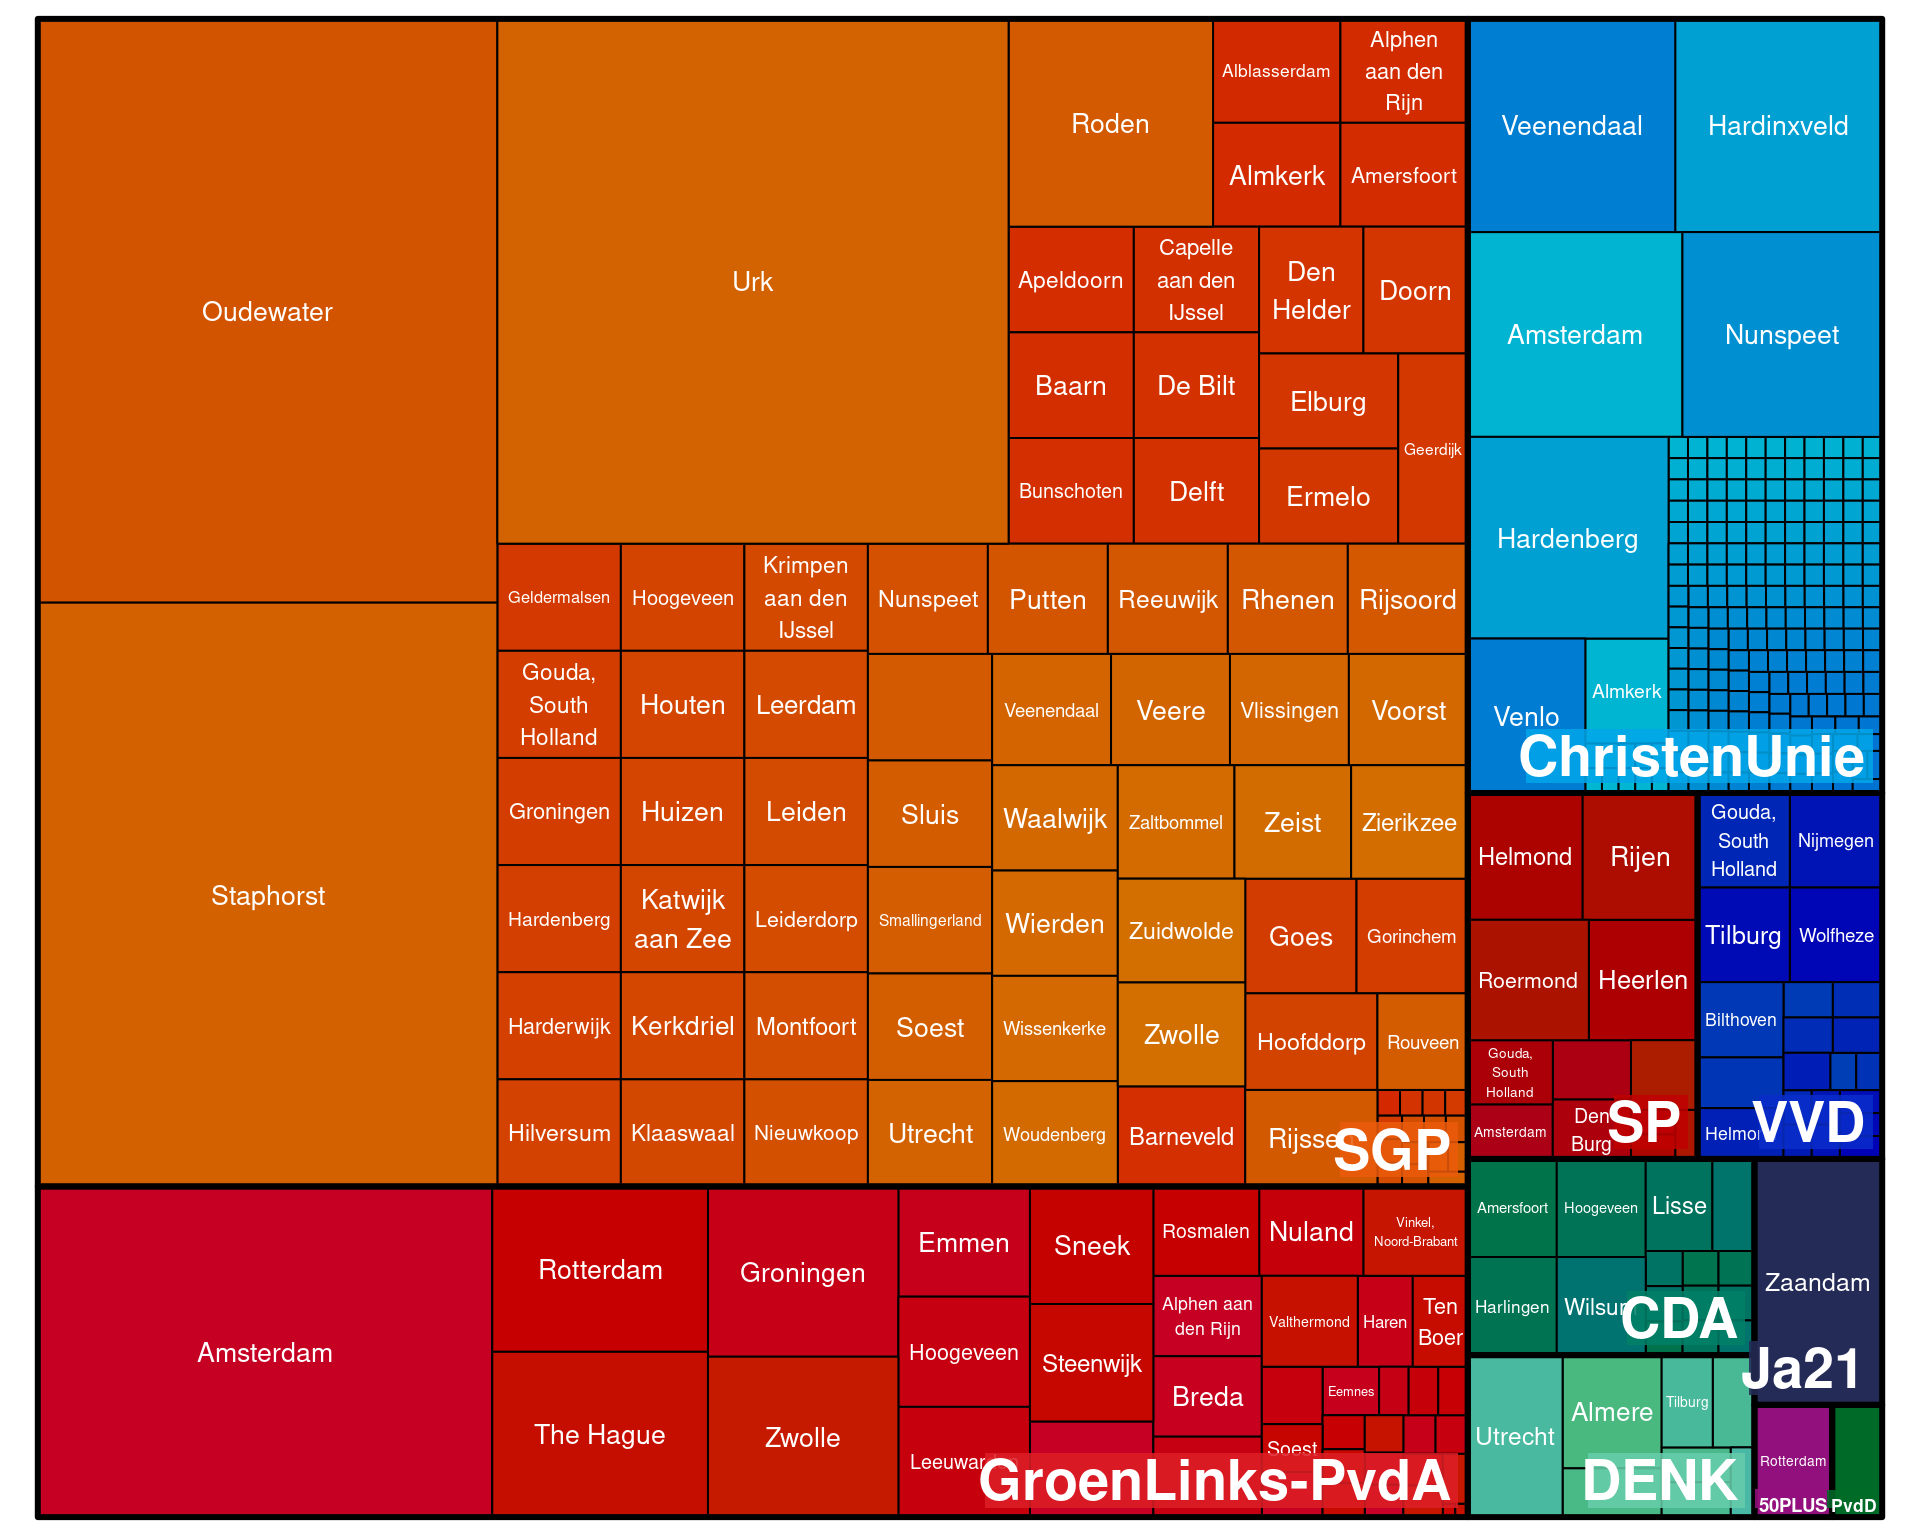 Oudewater
Urk
Roden
Alblasserdam
Alphen
aan den
Rijn
Almkerk
Amersfoort
Apeldoorn
Capelle
aan den
IJssel
Den
Helder
Doorn
Baarn
De Bilt
Elburg
Geerdijk
Bunschoten
Delft
Ermelo
Staphorst
Geldermalsen
Hoogeveen
Krimpen
aan den
IJssel
Nunspeet
Putten
Reeuwijk
Rhenen
Rijsoord
Gouda,
South
Holland
Houten
Leerdam
Veenendaal
Veere
Vlissingen
Voorst
Groningen
Huizen
Leiden
Sluis
Waalwijk
Zaltbommel
Zeist
Zierikzee
Hardenberg
Katwijk
aan Zee
Leiderdorp
Smallingerland
Wierden
Zuidwolde
Goes
Gorinchem
Harderwijk
Kerkdriel
Montfoort
Soest
Wissenkerke
Zwolle
Hoofddorp
Rouveen
Hilversum
Klaaswaal
Nieuwkoop
Utrecht
Woudenberg
Barneveld
Rijsse
SGP
Veenendaal
Hardinxveld
Amsterdam
Nunspeet
Hardenberg
Venlo
Almkerk
ChristenUnie
Helmond
Rijen
Roermond
Heerlen
Gouda,
South
Holland
Amsterdam
Den
Burg
SP
Gouda,
South
Holland
Nijmegen
Tilburg
Wolfheze
Bilthoven
Helmo
VVD
Amersfoort
Hoogeveen
Lisse
Harlingen
Wilsu
CDA
Zaandam
Ja21
Utrecht
Almere
Tilburg
DENK
Rotterdam
50PLUS
PvdD
Amsterdam
Rotterdam
Groningen
Emmen
Sneek
Rosmalen
Nuland
Vinkel,
Noord-Brabant
Hoogeveen
Steenwijk
Alphen aan
den Rijn
Valthermond
Haren
Ten
Boer
The Hague
Zwolle
Leeuwar
Breda
Eemnes
Soest
GroenLinks-PvdA